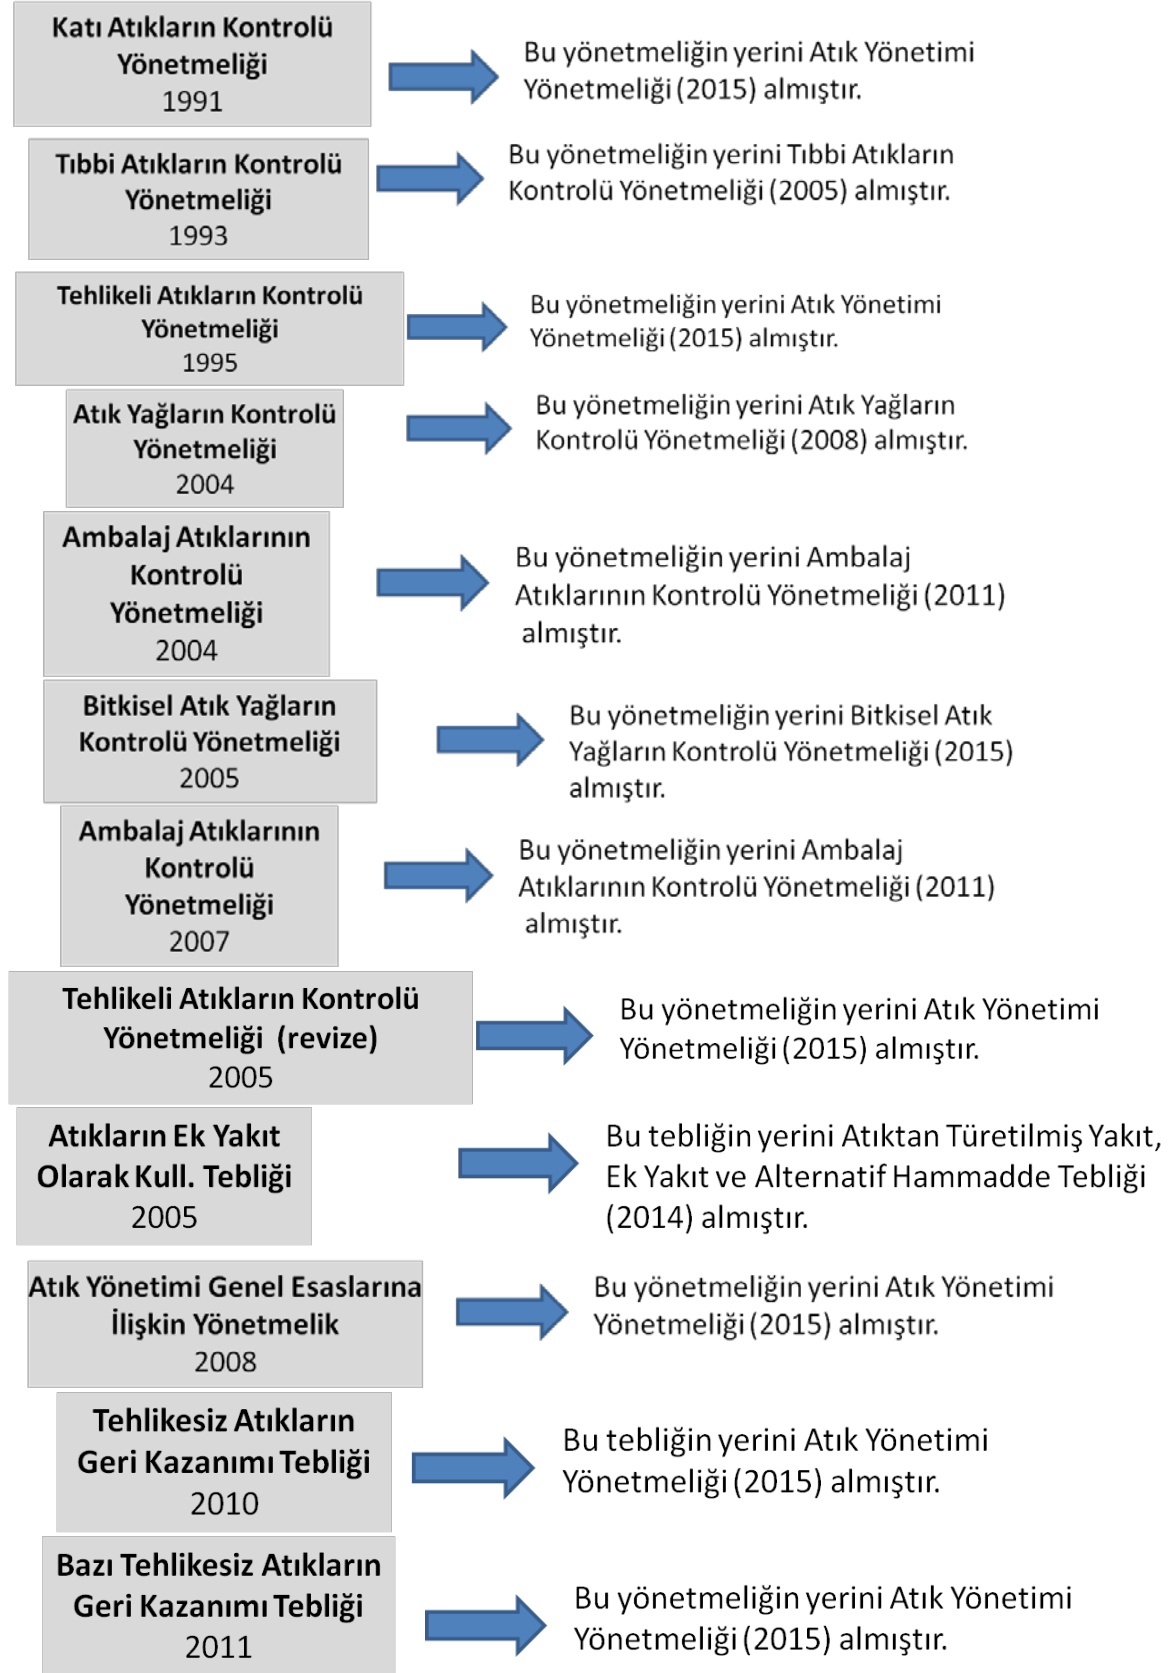 Katı Atıkların Kontrolü
Yönetmeliği
1991
Bu yönetmeliğin yerini Atık Yönetimi
Yönetmeliği (2015) almıştır.
Tıbbi Atıkların Kontrolü
Yönetmeliği
1993
Bu yönetmeliğin yerini Tıbbi Atıkların
Kontrolü Yönetmeliği (2005) almıştır.
Tehlikeli Atıkların Kontrolü
Yönetmeliği
1995
Bu yönetmeliğin yerini Atık Yönetimi
Yönetmeliği (2015) almıştır.
Atık Yağların Kontrolü
Yönetmeliği
2004
Bu yönetmeliğin yerini Atık Yağların
Kontrolü Yönetmeliği (2008) almıştır.
Ambalaj Atıklarının
Kontrolü
Yönetmeliği
2004
Bu yönetmeliğin yerini Ambalaj
Atıklarının Kontrolü Yönetmeliği (2011)
almıştır.
Bitkisel Atık Yağların
Kontrolü Yönetmeliği
2005
Bu yönetmeliğin yerini Bitkisel Atık
Yağların Kontrolü Yönetmeliği (2015)
almıştır.
Ambalaj Atıklarının
Kontrolü
Yönetmeliği
2007
Bu yönetmeliğin yerini Ambalaj
Atıklarının Kontrolü Yönetmeliği (2011)
almıştır.
Tehlikeli Atıkların Kontrolü
Yönetmeliği (revize)
2005
Bu yönetmeliğin yerini Atık Yönetimi
Yönetmeliği (2015) almıştır.
Atıkların Ek Yakıt
Olarak Kull. Tebliği
2005
Bu tebliğin yerini Atıktan Türetilmiş Yakıt,
Ek Yakıt ve Alternatif Hammadde Tebliği
(2014) almıştır.
Atık Yönetimi Genel Esaslarına
İlişkin Yönetmelik
2008
Bu yönetmeliğin yerini Atık Yönetimi
Yönetmeliği (2015) almıştır.
Tehlikesiz Atıkların
Geri Kazanımı Tebliği
2010
Bu tebliğin yerini Atık Yönetimi
Yönetmeliği (2015) almıştır.
Bazı Tehlikesiz Atıkların
Geri Kazanımı Tebliği
2011
Bu yönetmeliğin yerini Atık Yönetimi
Yönetmeliği (2015) almıştır.